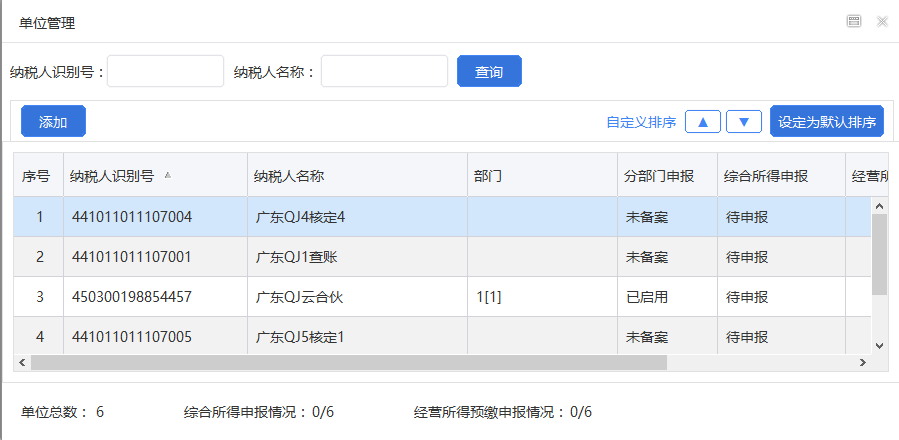 单位管理
纳税人识别号： 纳税人名称： 查询
添加 自定义排序 ▲ ▼ 设定为默认排序
序号 纳税人识别号 纳税人名称 部门 分部门申报 综合所得申报 经营所
1 441011011107004 广东QJ4核定4 未备案 待申报
2 441011011107001 广东QJ1查账 未备案 待申报
3 450300198854457 广东QJ云合伙 1[1] 已启用 待申报
4 441011011107005 广东QJ5核定1 未备案 待申报
单位总数： 6 综合所得申报情况：0/6 经营所得预缴申报情况：0/6